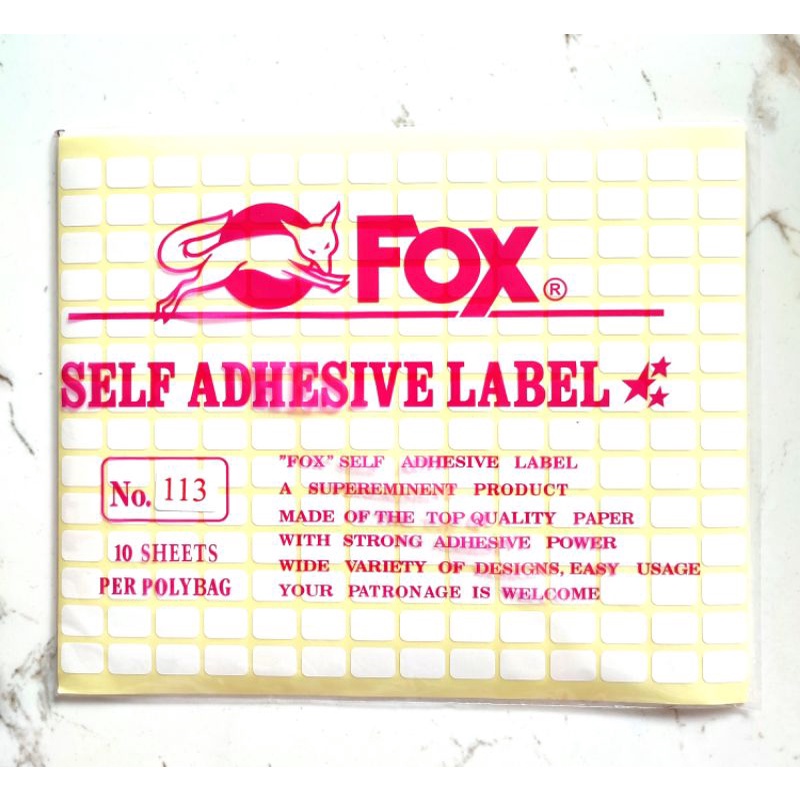 FOX®
SELF ADHESIVE LABEL
No. 113
10 SHEETS
PER POLYBAG
"FOX" SELF ADHESIVE LABEL
A SUPEREMINENT PRODUCT
MADE OF THE TOP QUALITY PAPER
WITH STRONG ADHESIVE POWER
WIDE VARIETY OF DESIGNS, EASY USAGE
YOUR PATRONAGE IS WELCOME